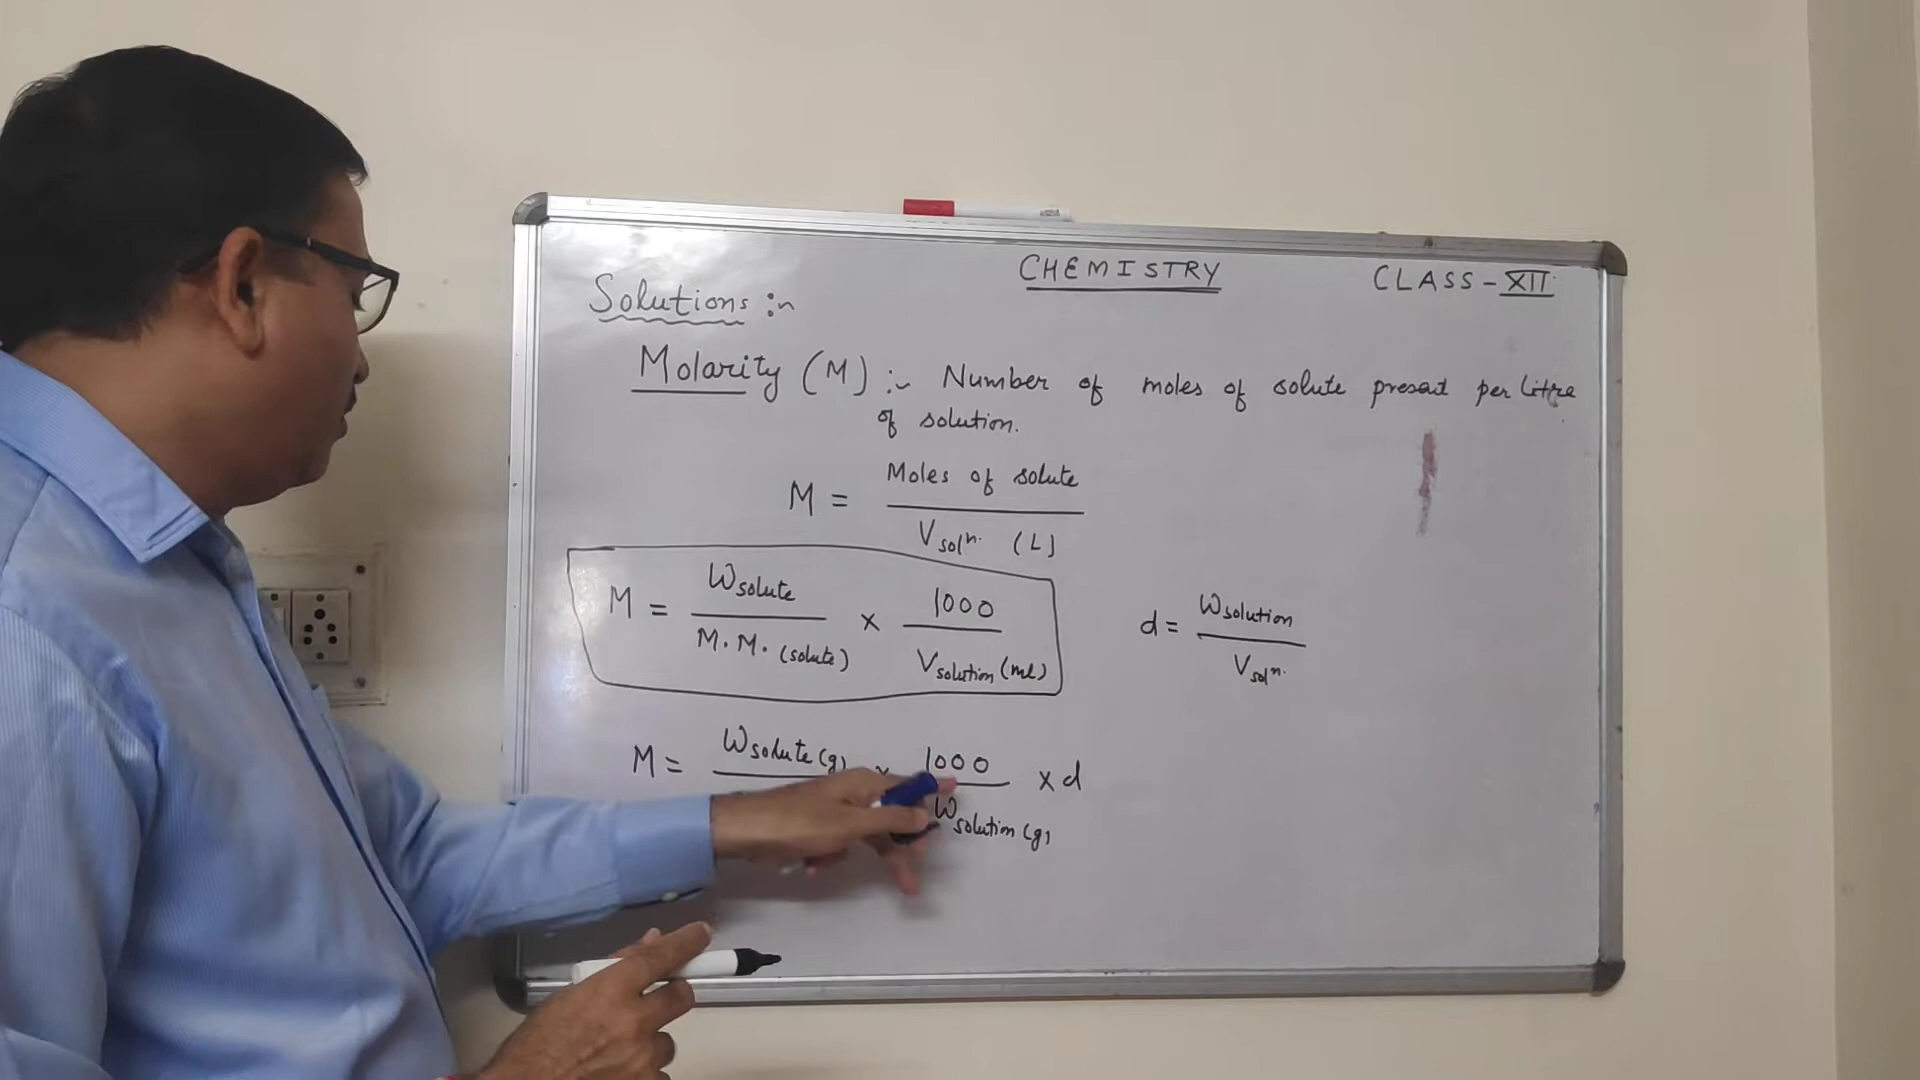 CHEMISTRY
CLASS - XII
Solutions :~
Molarity (M) :~ Number of moles of solute present per litre
of solution.
M = Moles of solute
V solⁿ. (L)
M = W solute / M.M. (solute) × 1000 / V solution (ml)
d = W solution / V solⁿ.
M = W solute (g) × 1000 / W solution (g) × d